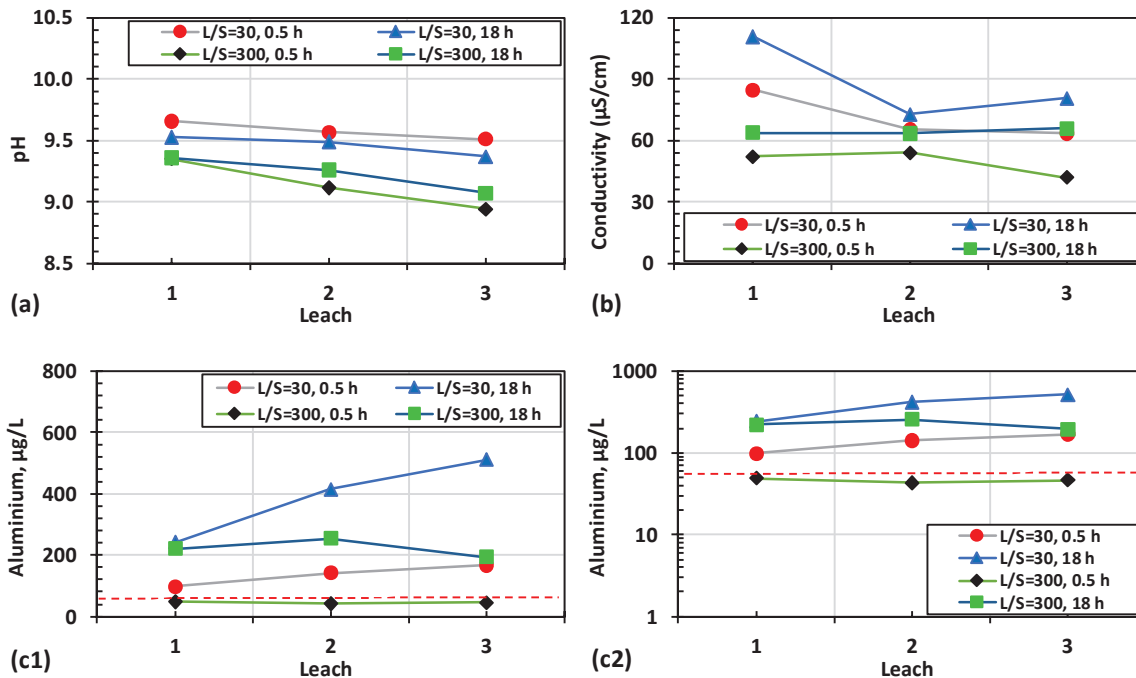 10.5
10.0
9.5
9.0
8.5
pH
L/S=30, 0.5 h
L/S=30, 18 h
L/S=300, 0.5 h
L/S=300, 18 h
1
2
3
Leach
(a)
120
90
60
30
0
Conductivity (µS/cm)
L/S=30, 0.5 h
L/S=30, 18 h
L/S=300, 0.5 h
L/S=300, 18 h
1
2
3
Leach
(b)
800
600
400
200
0
Aluminium, µg/L
L/S=30, 0.5 h
L/S=30, 18 h
L/S=300, 0.5 h
L/S=300, 18 h
1
2
3
Leach
(c1)
1000
100
10
1
Aluminium, µg/L
L/S=30, 0.5 h
L/S=30, 18 h
L/S=300, 0.5 h
L/S=300, 18 h
1
2
3
Leach
(c2)